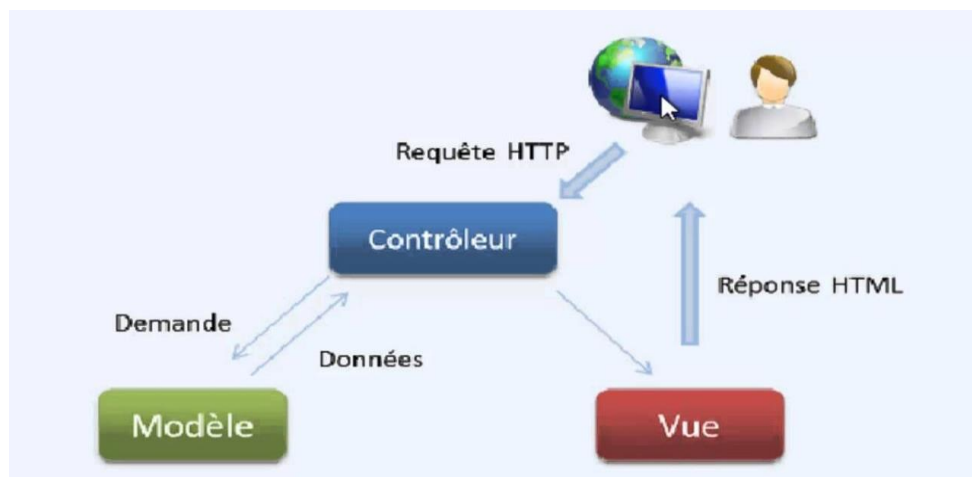 Requête HTTP
Contrôleur
Réponse HTML
Demande
Données
Modèle
Vue